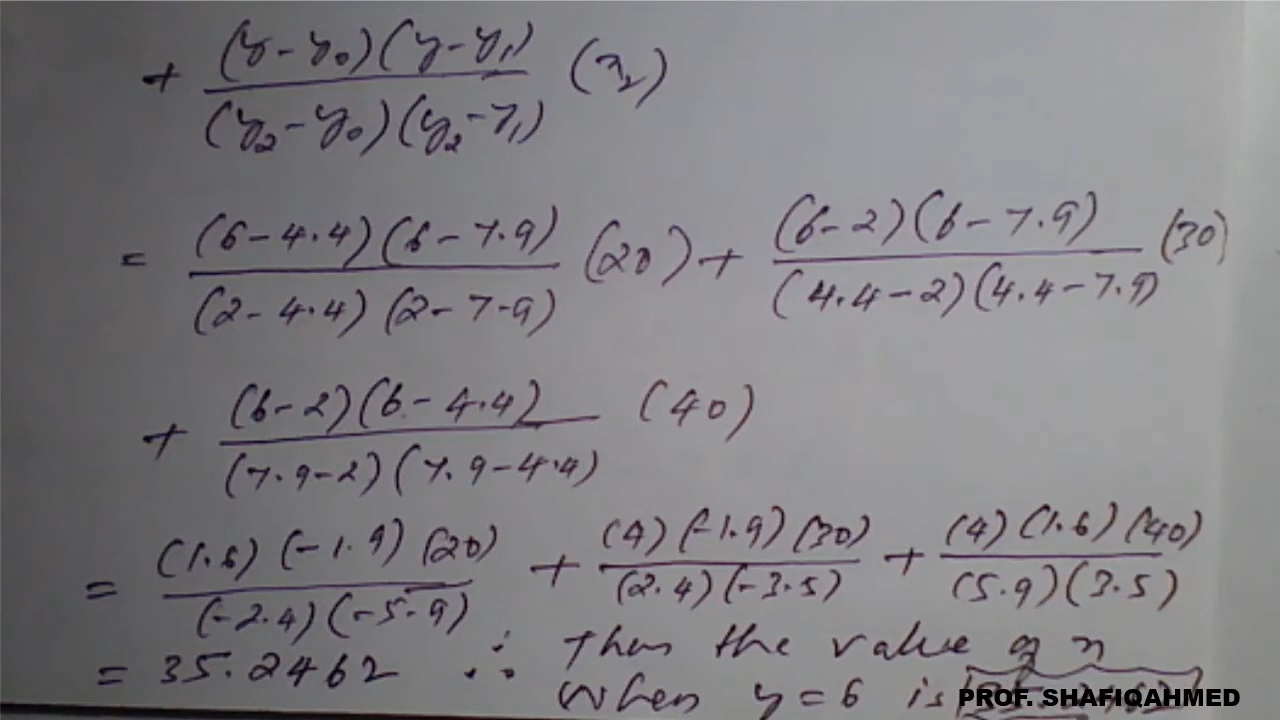 + (y-y₀)(y-y₁) / (y₂-y₀)(y₂-y₁) (x₂)
= (6-4.4)(6-7.9) / (2-4.4)(2-7.9) (20) + (6-2)(6-7.9) / (4.4-2)(4.4-7.9) (30)
+ (6-2)(6-4.4) / (7.9-2)(7.9-4.4) (40)
= (1.6)(-1.9)(20) / (-2.4)(-5.9) + (4)(-1.9)(30) / (2.4)(-3.5) + (4)(1.6)(40) / (5.9)(3.5)
= 35.2462 ∴ Then the value of x
when y=6 is
PROF. SHAFIQAHMED